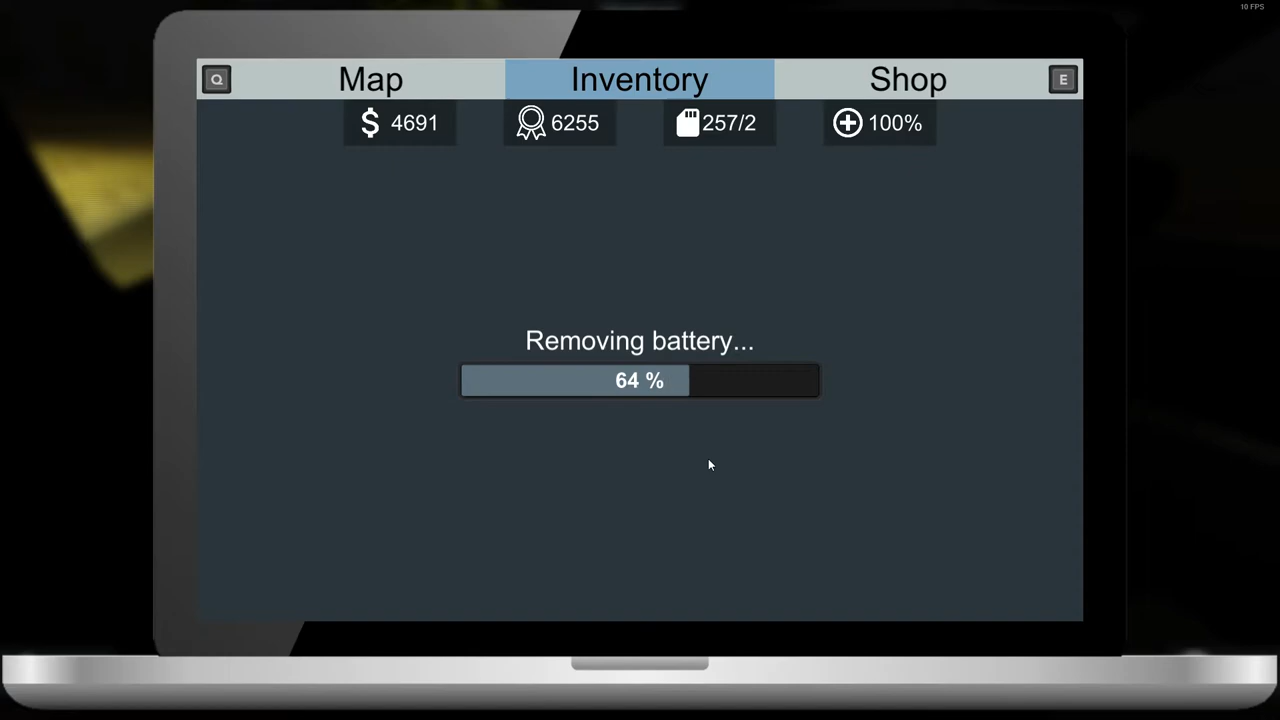 10 FPS
Q Map Inventory Shop E
$ 4691 6255 257/2 100%
Removing battery...
64 %